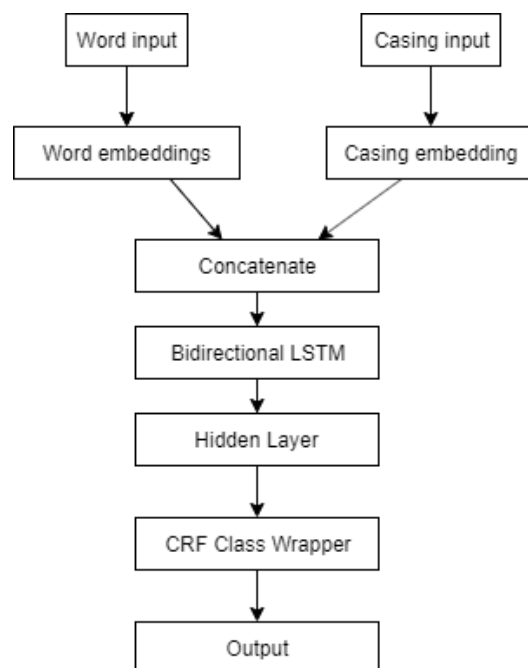 Word input
Casing input
Word embeddings
Casing embedding
Concatenate
Bidirectional LSTM
Hidden Layer
CRF Class Wrapper
Output